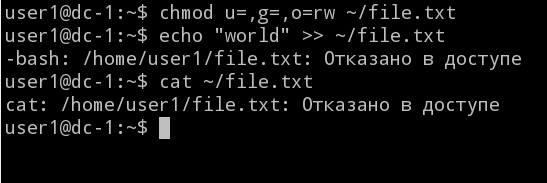 user1@dc-1:~$ chmod u=,g=,o=rw ~/file.txt
user1@dc-1:~$ echo "world" >> ~/file.txt
-bash: /home/user1/file.txt: Отказано в доступе
user1@dc-1:~$ cat ~/file.txt
cat: /home/user1/file.txt: Отказано в доступе
user1@dc-1:~$